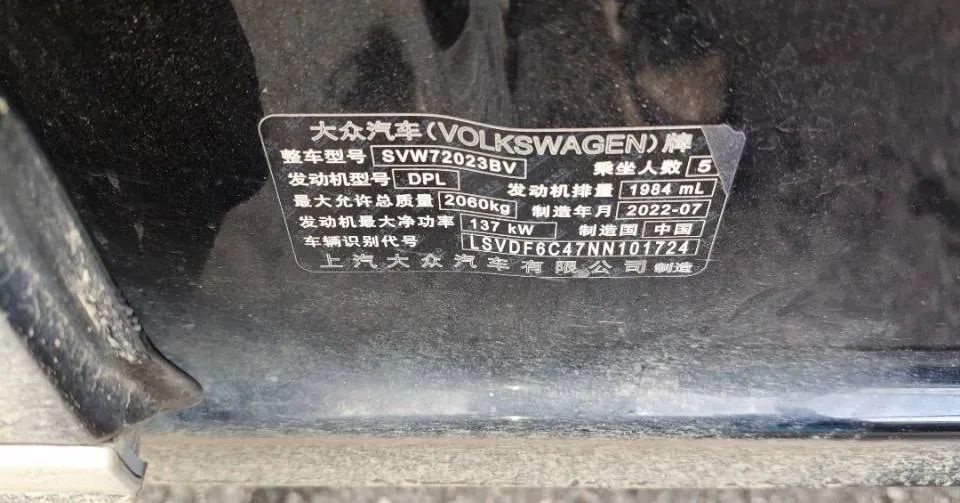 大众汽车(VOLKSWAGEN)牌
整车型号 SVW72023BV 乘坐人数 5
发动机型号 DPL 发动机排量 1984 mL
最大允许总质量 2060kg 制造年月 2022-07
发动机最大净功率 137 kW 制造国 中国
车辆识别代号 LSVDF6C47NN101724
上汽大众汽车有限公司 制造